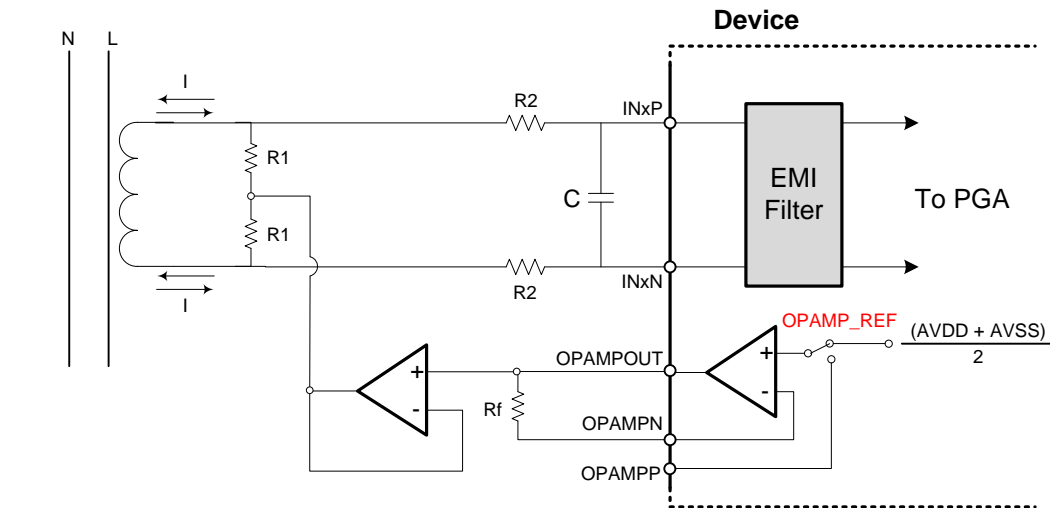 Device
N L
I
R2
INxP
R1
EMI
Filter
C
To PGA
R1
I
R2
INxN
OPAMP_REF
(AVDD + AVSS)
2
OPAMPOUT
+
+
-
-
Rf
OPAMPN
OPAMPP